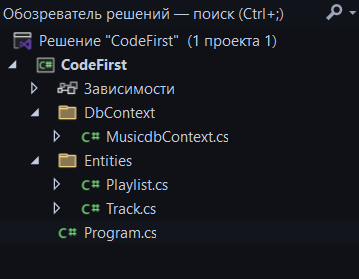 Обозреватель решений — поиск (Ctrl+;)
Решение "CodeFirst" (1 проекта 1)
C# CodeFirst
Зависимости
DbContext
C# MusicdbContext.cs
Entities
C# Playlist.cs
C# Track.cs
C# Program.cs